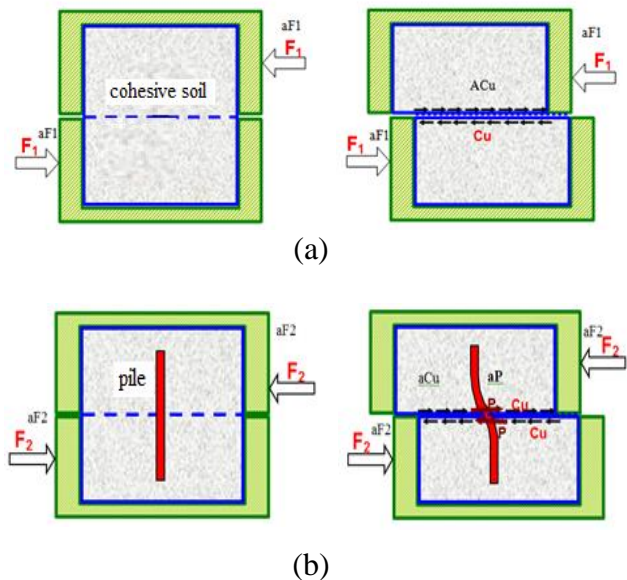 aF1
F1
cohesive soil
aF1
F1
aF1
F1
ACu
Cu
aF1
F1
(a)
aF2
F2
pile
aF2
F2
aF2
F2
aCu
aP
P
Cu
aF2
F2
P
Cu
(b)